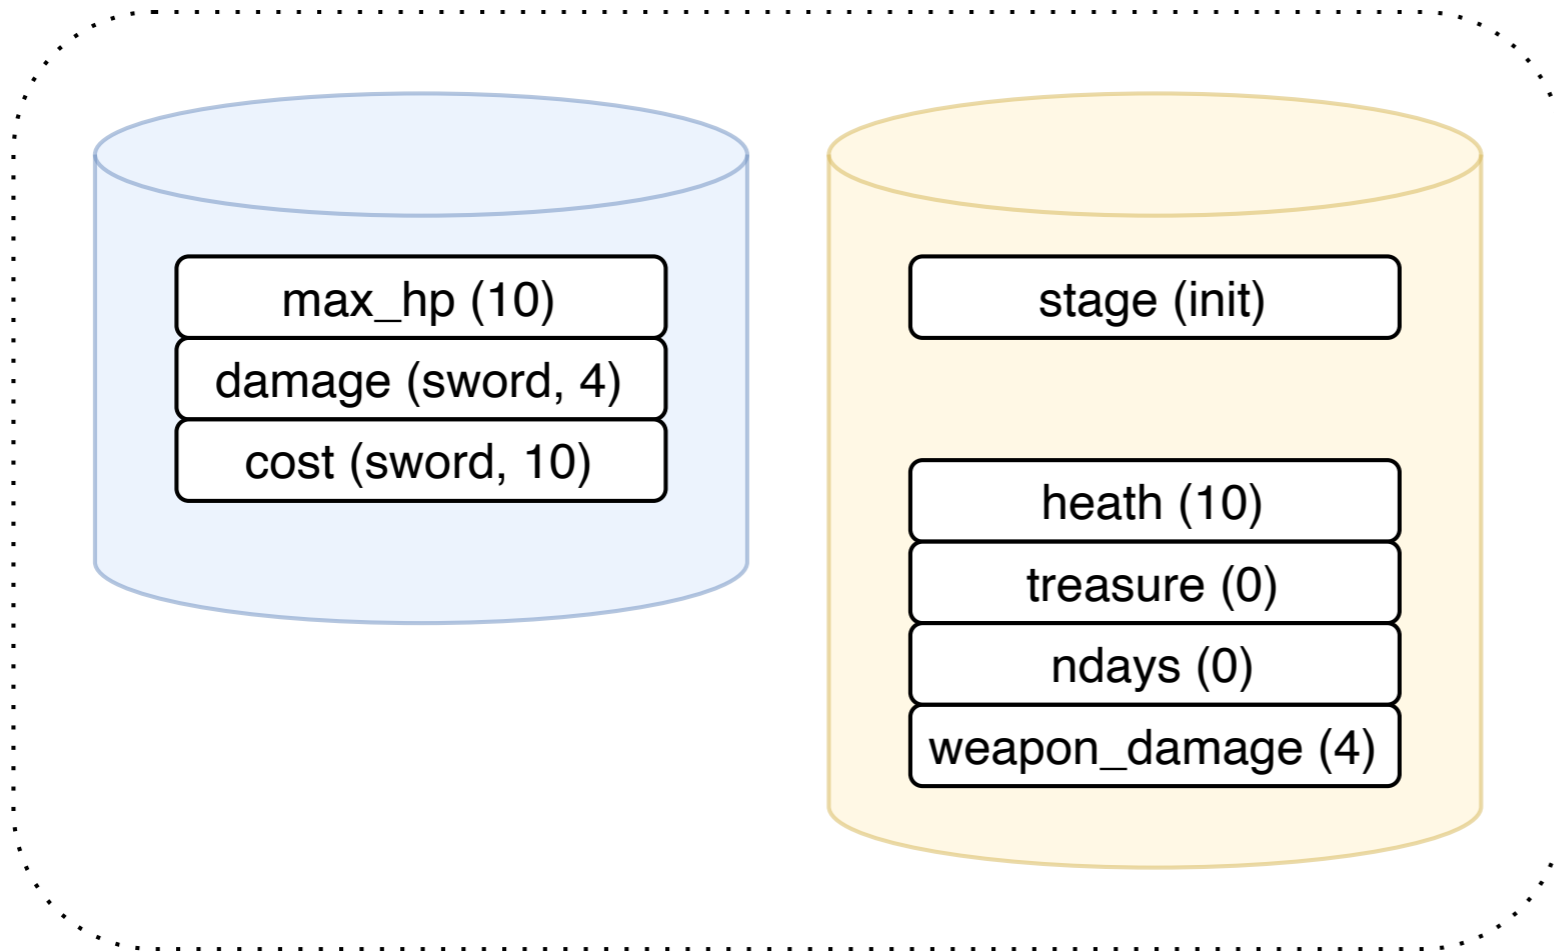 max_hp (10)
damage (sword, 4)
cost (sword, 10)
stage (init)
heath (10)
treasure (0)
ndays (0)
weapon_damage (4)